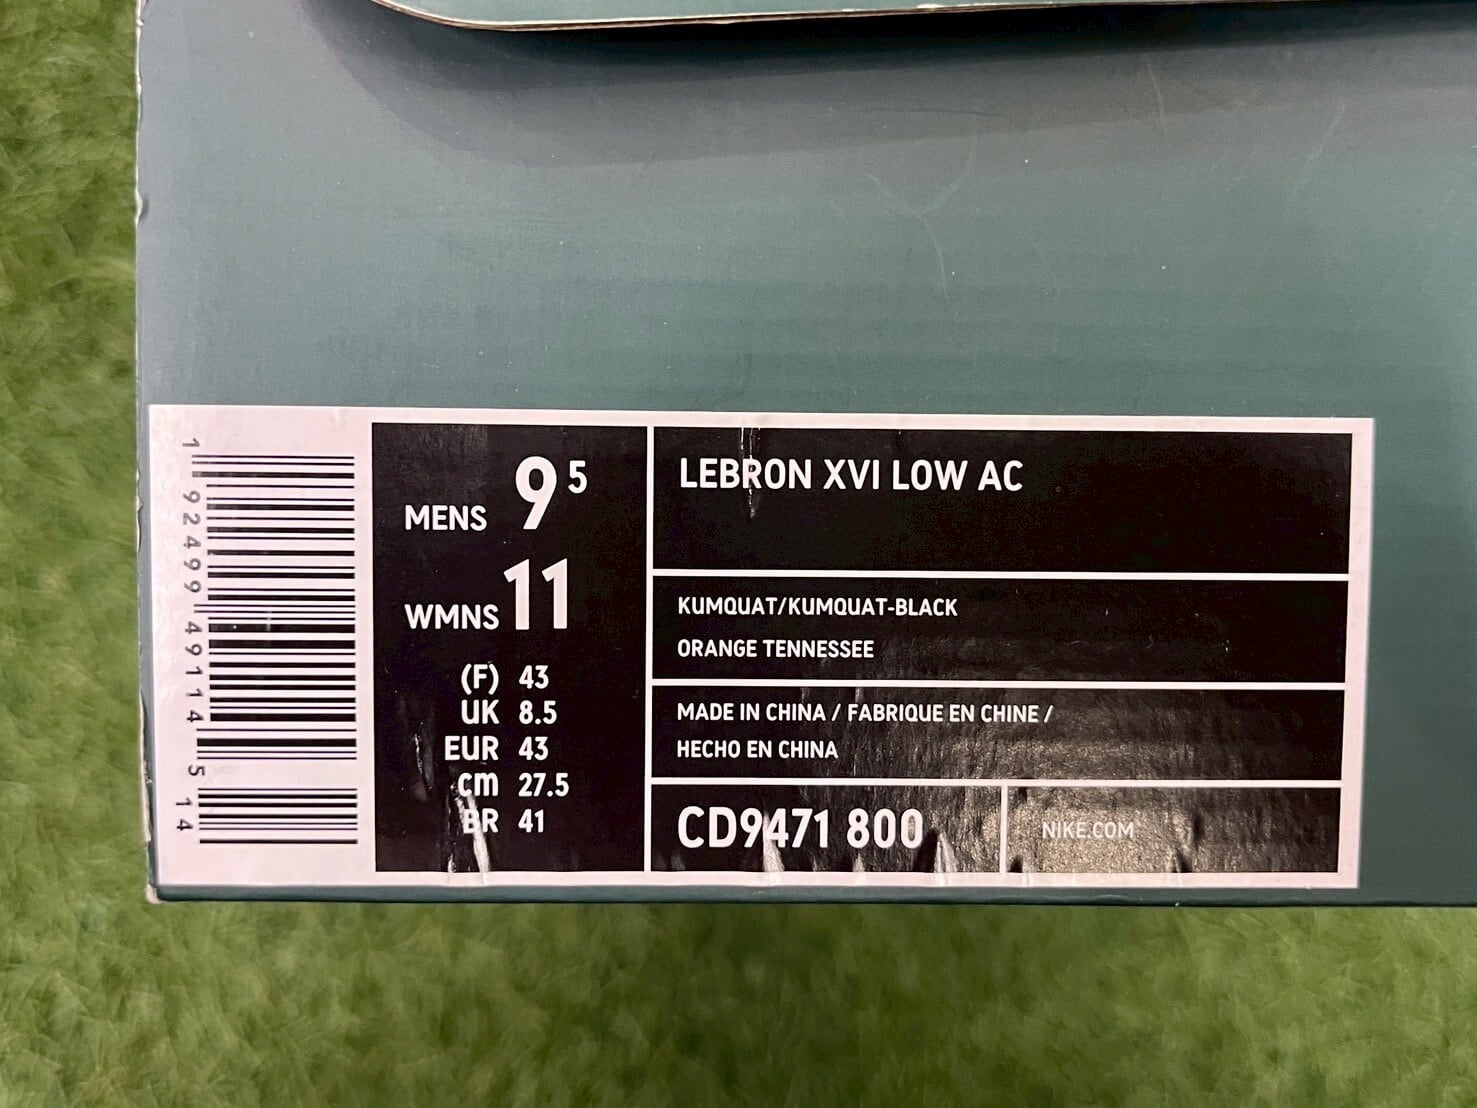 1 92499 49114 5 14
MENS 9 5
WMNS 11
(F) 43
UK 8.5
EUR 43
cm 27.5
BR 41
LEBRON XVI LOW AC
KUMQUAT/KUMQUAT-BLACK
ORANGE TENNESSEE
MADE IN CHINA / FABRIQUE EN CHINE /
HECHO EN CHINA
CD9471 800
NIKE.COM